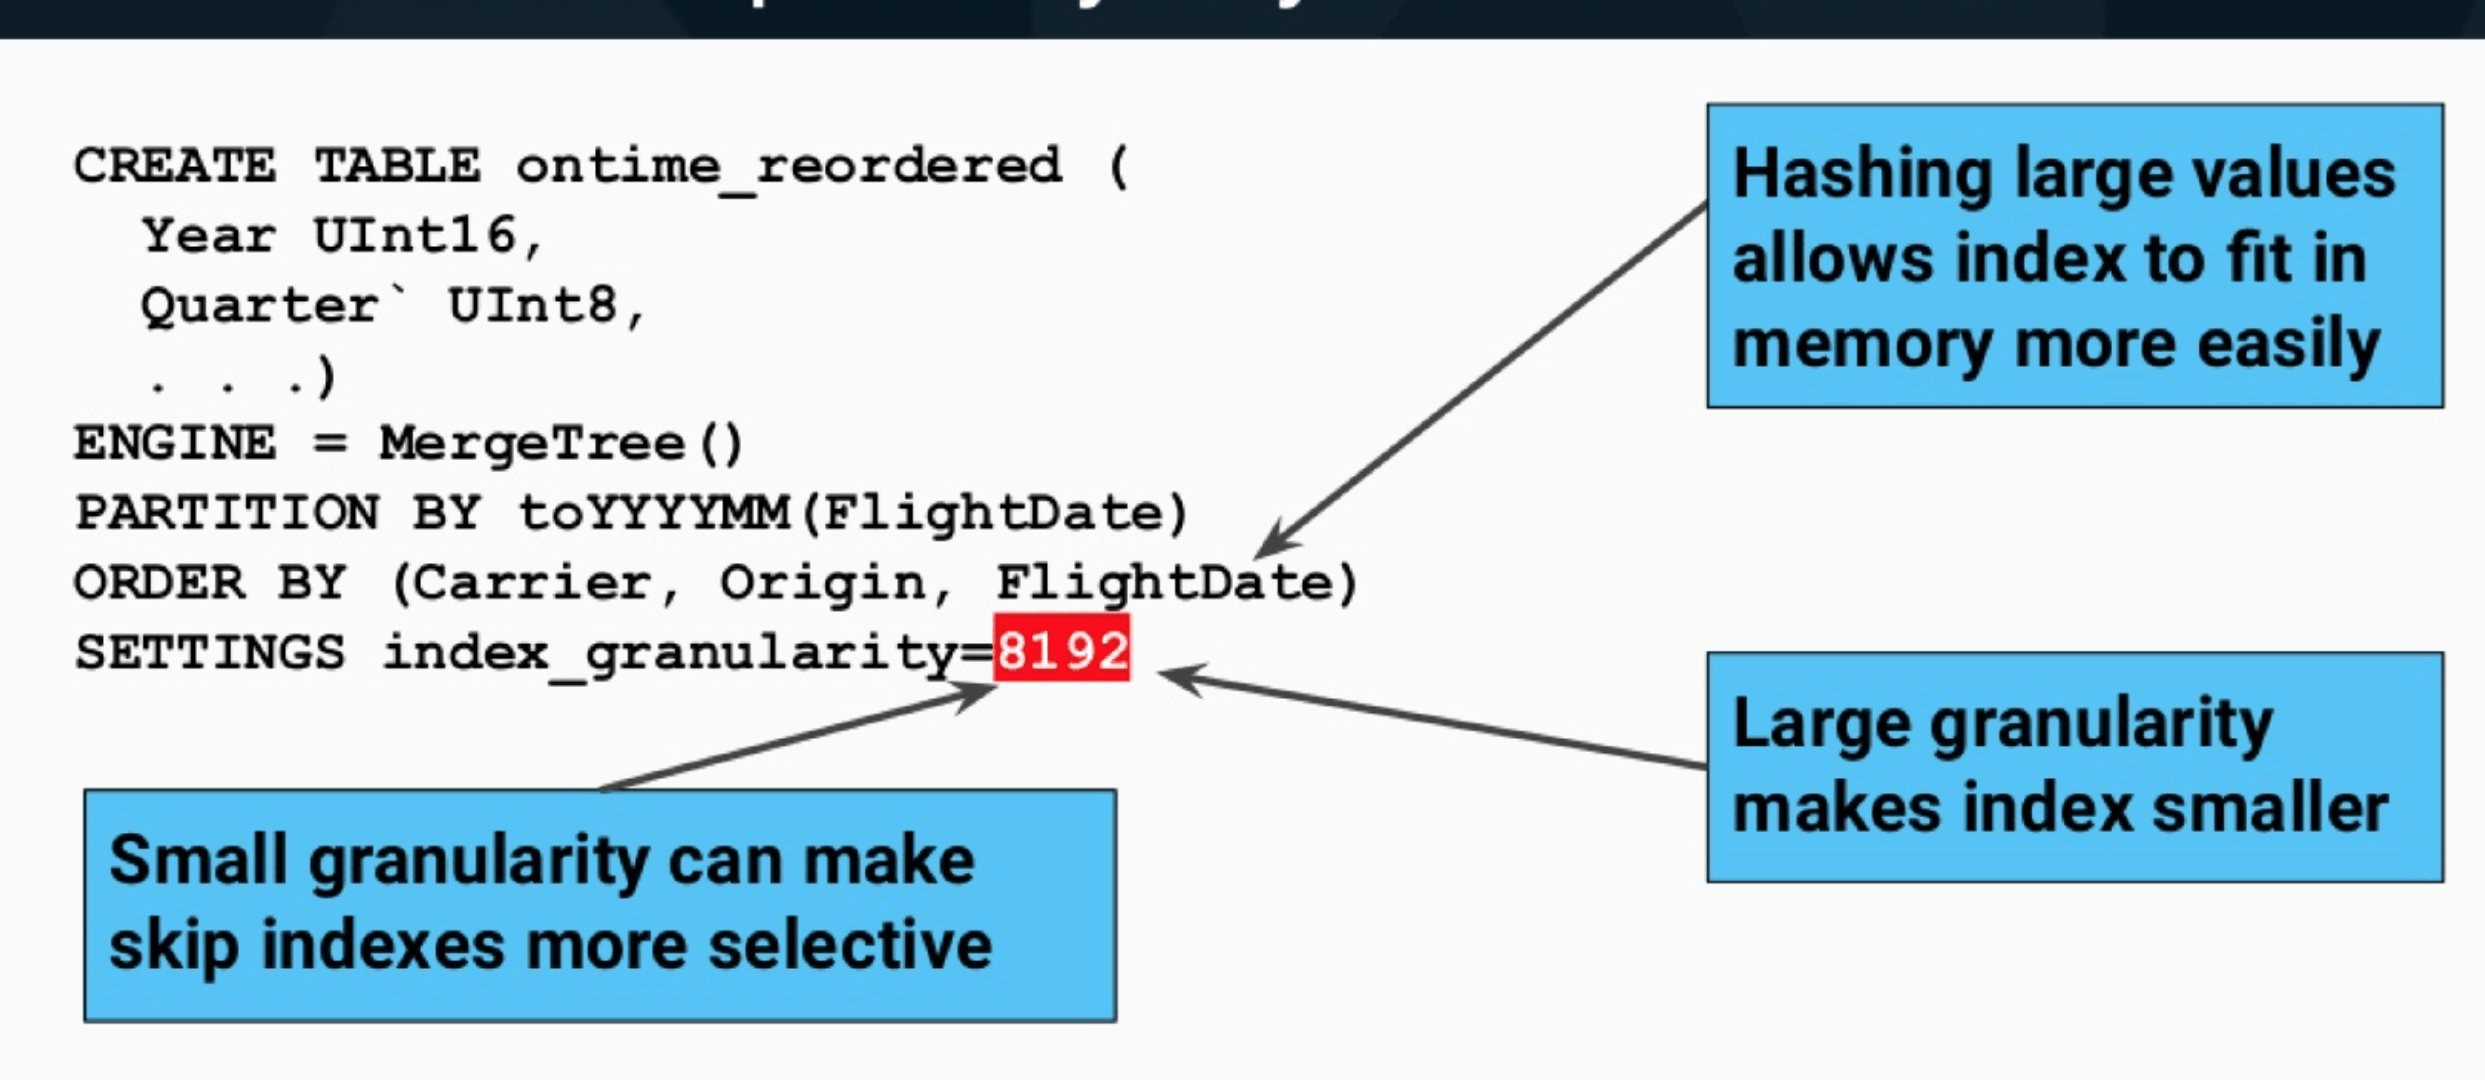 CREATE TABLE ontime_reordered (
Year UInt16,
Quarter` UInt8,
. . .)
ENGINE = MergeTree()
PARTITION BY toYYYYMM(FlightDate)
ORDER BY (Carrier, Origin, FlightDate)
SETTINGS index_granularity=8192
Hashing large values
allows index to fit in
memory more easily
Large granularity
makes index smaller
Small granularity can make
skip indexes more selective